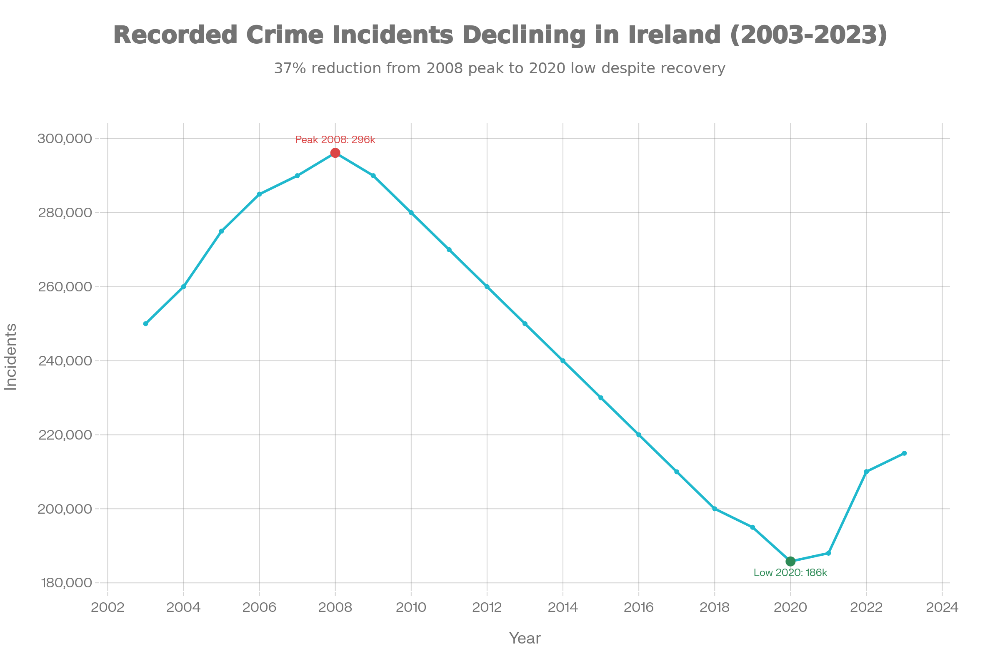 Recorded Crime Incidents Declining in Ireland (2003-2023)
37% reduction from 2008 peak to 2020 low despite recovery
300,000
Peak 2008: 296k
280,000
260,000
240,000
Incidents
220,000
200,000
Low 2020: 186k
180,000
2002 2004 2006 2008 2010 2012 2014 2016 2018 2020 2022 2024
Year